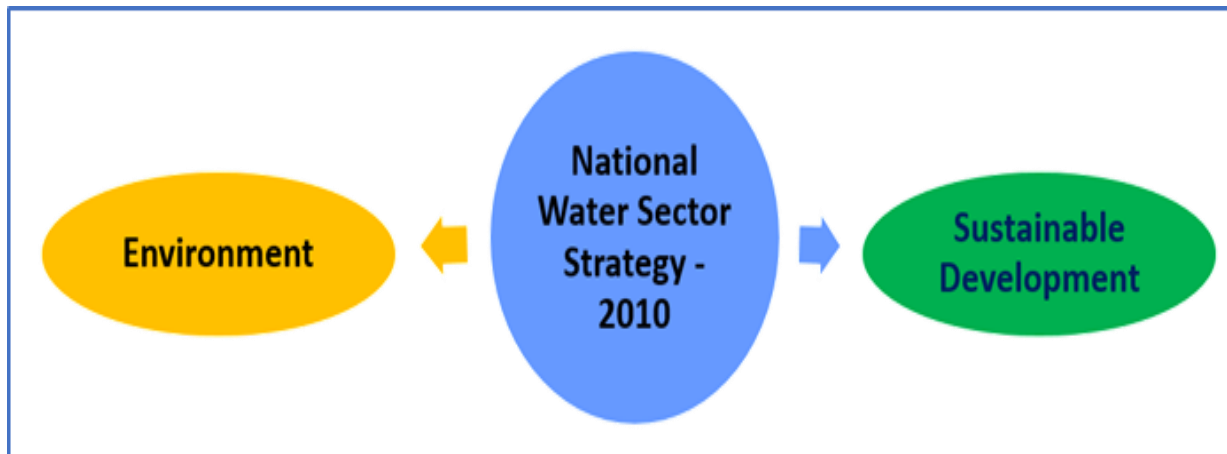 Environment
National
Water Sector
Strategy -
2010
Sustainable
Development